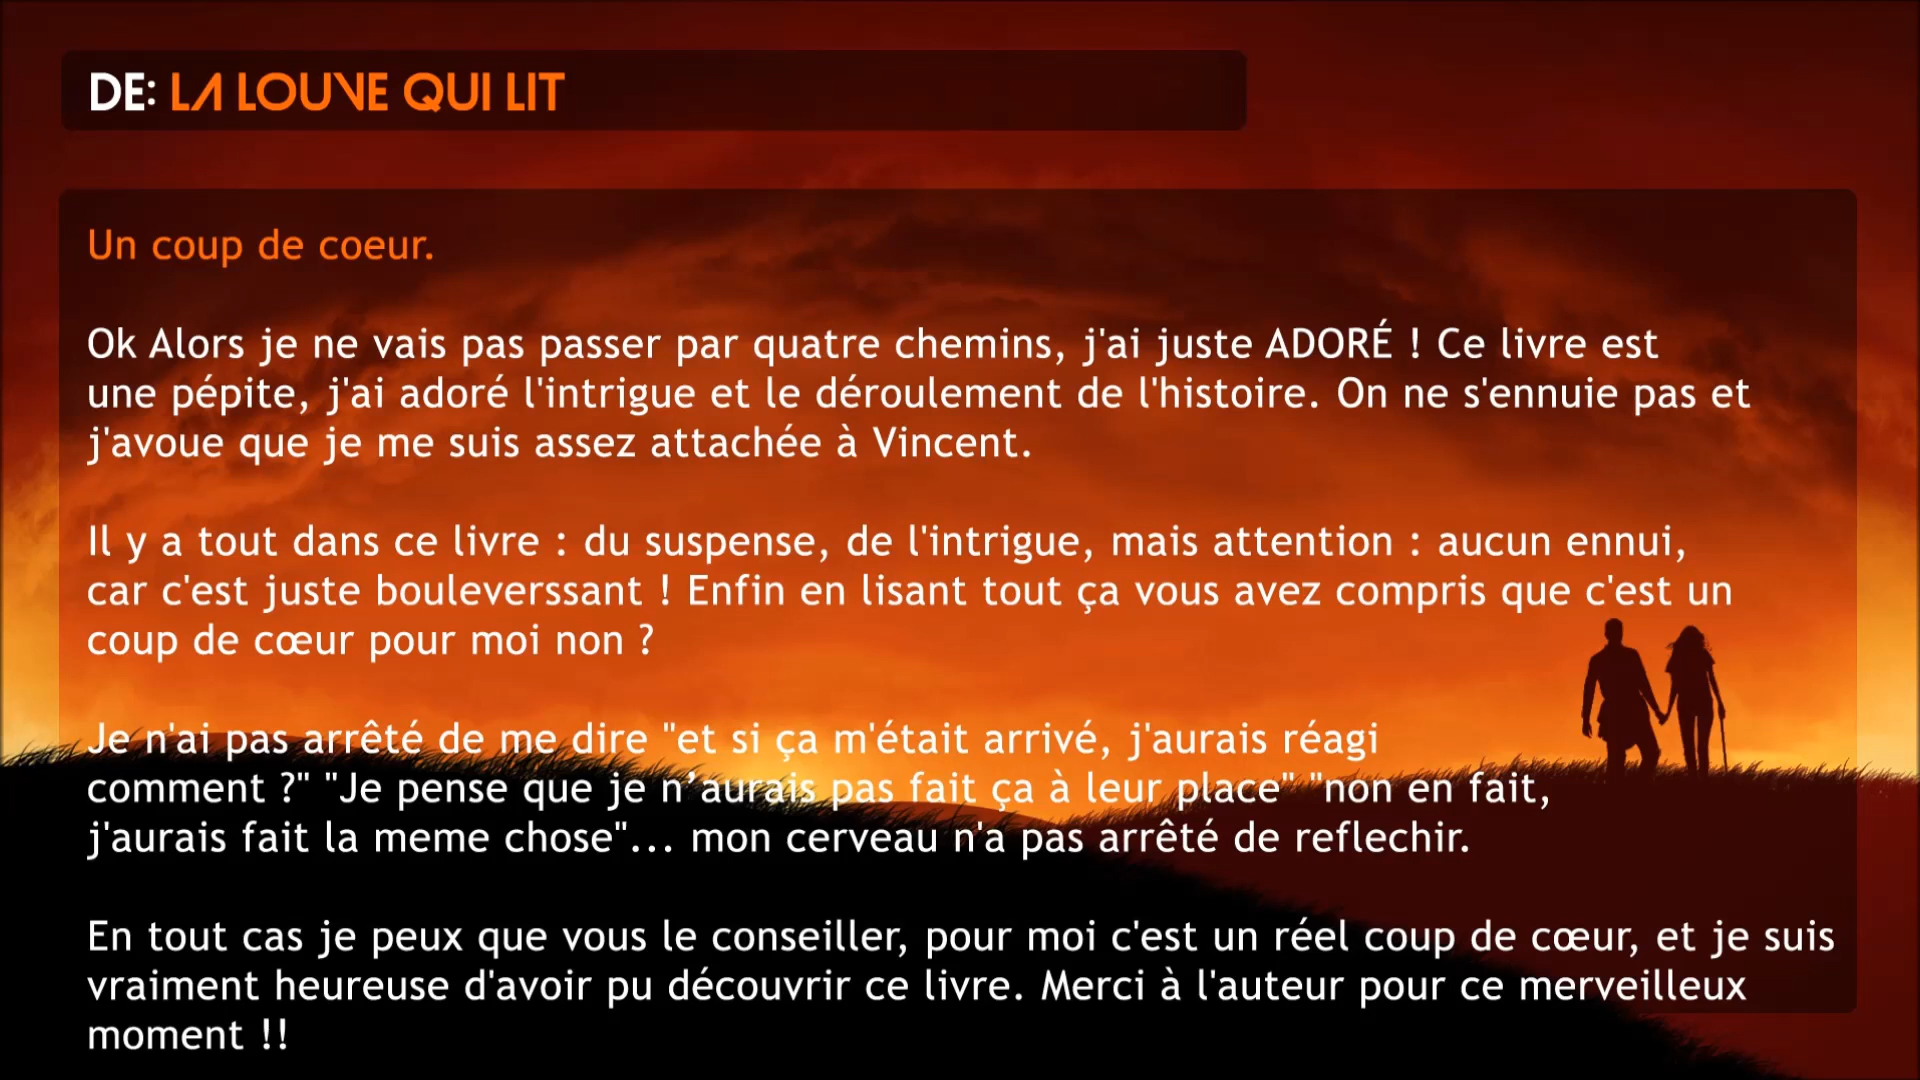 DE: LA LOUVE QUI LIT
Un coup de coeur.
Ok Alors je ne vais pas passer par quatre chemins, j'ai juste ADORÉ ! Ce livre est
une pépite, j'ai adoré l'intrigue et le déroulement de l'histoire. On ne s'ennuie pas et
j'avoue que je me suis assez attachée à Vincent.
Il y a tout dans ce livre : du suspense, de l'intrigue, mais attention : aucun ennui,
car c'est juste bouleverssant ! Enfin en lisant tout ça vous avez compris que c'est un
coup de cœur pour moi non ?
Je n'ai pas arrêté de me dire "et si ça m'était arrivé, j'aurais réagi
comment ?" "Je pense que je n’aurais pas fait ça à leur place" "non en fait,
j'aurais fait la meme chose"... mon cerveau n'a pas arrêté de reflechir.
En tout cas je peux que vous le conseiller, pour moi c'est un réel coup de cœur, et je suis
vraiment heureuse d'avoir pu découvrir ce livre. Merci à l'auteur pour ce merveilleux
moment !!